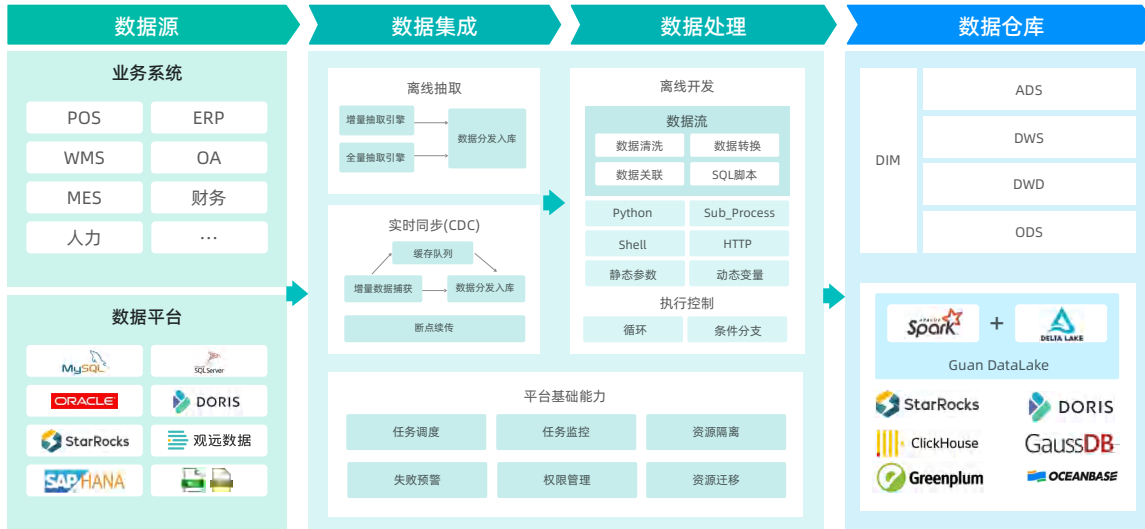 数据源
数据集成
数据处理
数据仓库
业务系统
POS
ERP
WMS
OA
MES
财务
人力
...
数据平台
MySQL
SQL Server
ORACLE
DORIS
StarRocks
观远数据
SAP HANA
离线抽取
增量抽取引擎
全量抽取引擎
数据分发入库
实时同步(CDC)
缓存队列
增量数据捕获
数据分发入库
断点续传
离线开发
数据流
数据清洗
数据转换
数据关联
SQL脚本
Python
Sub_Process
Shell
HTTP
静态参数
动态变量
执行控制
循环
条件分支
平台基础能力
任务调度
任务监控
资源隔离
失败预警
权限管理
资源迁移
DIM
ADS
DWS
DWD
ODS
APACHE
Spark
+
DELTA LAKE
Guan DataLake
StarRocks
DORIS
ClickHouse
GaussDB
Greenplum
OCEANBASE